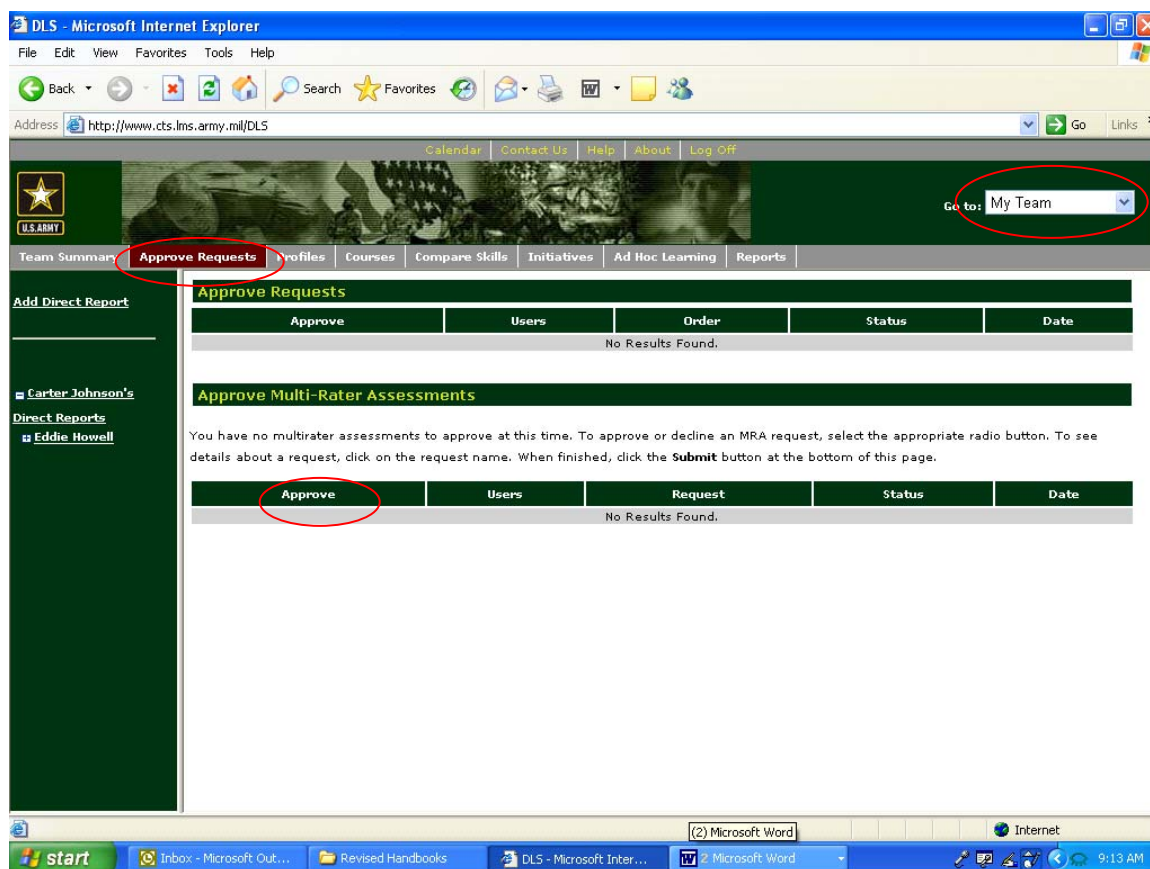 DLS - Microsoft Internet Explorer
File Edit View Favorites Tools Help
Back Search Favorites
Address http://www.cts.lms.army.mil/DLS Go Links
Calendar Contact Us Help About Log Off
U.S.ARMY
Go to: My Team
Team Summary Approve Requests Profiles Courses Compare Skills Initiatives Ad Hoc Learning Reports
Add Direct Report
Carter Johnson's
Direct Reports
Eddie Howell
Approve Requests
Approve Users Order Status Date
No Results Found.
Approve Multi-Rater Assessments
You have no multirater assessments to approve at this time. To approve or decline an MRA request, select the appropriate radio button. To see
details about a request, click on the request name. When finished, click the Submit button at the bottom of this page.
Approve Users Request Status Date
No Results Found.
(2) Microsoft Word
Internet
start Inbox - Microsoft Out... Revised Handbooks DLS - Microsoft Inter... 2 Microsoft Word 9:13 AM